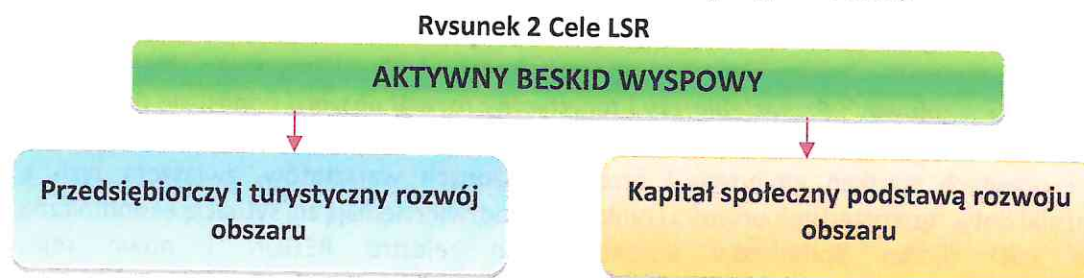 Rysunek 2 Cele LSR
AKTYWNY BESKID WYSPOWY
Przedsiębiorczy i turystyczny rozwój
obszaru
Kapitał społeczny podstawą rozwoju
obszaru